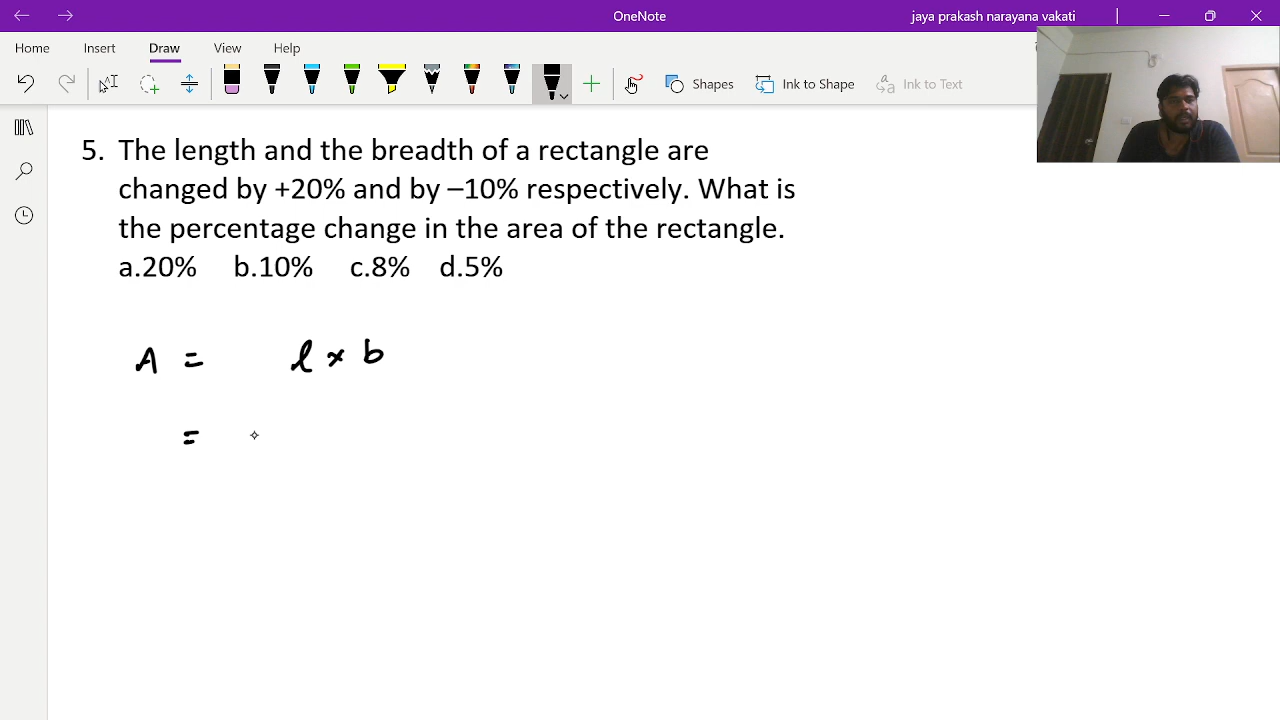 OneNote
jaya prakash narayana vakati
Home Insert Draw View Help
Shapes Ink to Shape Ink to Text
5. The length and the breadth of a rectangle are
changed by +20% and by –10% respectively. What is
the percentage change in the area of the rectangle.
a.20% b.10% c.8% d.5%
A = l × b
=